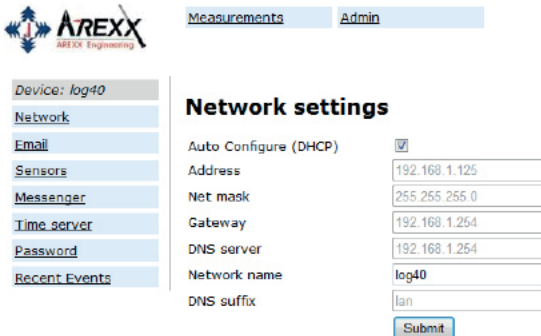 AREXX
AREXX Engineering
Measurements Admin
Device: log40
Network
Email
Sensors
Messenger
Time server
Password
Recent Events
Network settings
Auto Configure (DHCP)
Address 192.168.1.125
Net mask 255.255.255.0
Gateway 192.168.1.254
DNS server 192.168.1.254
Network name log40
DNS suffix lan
Submit